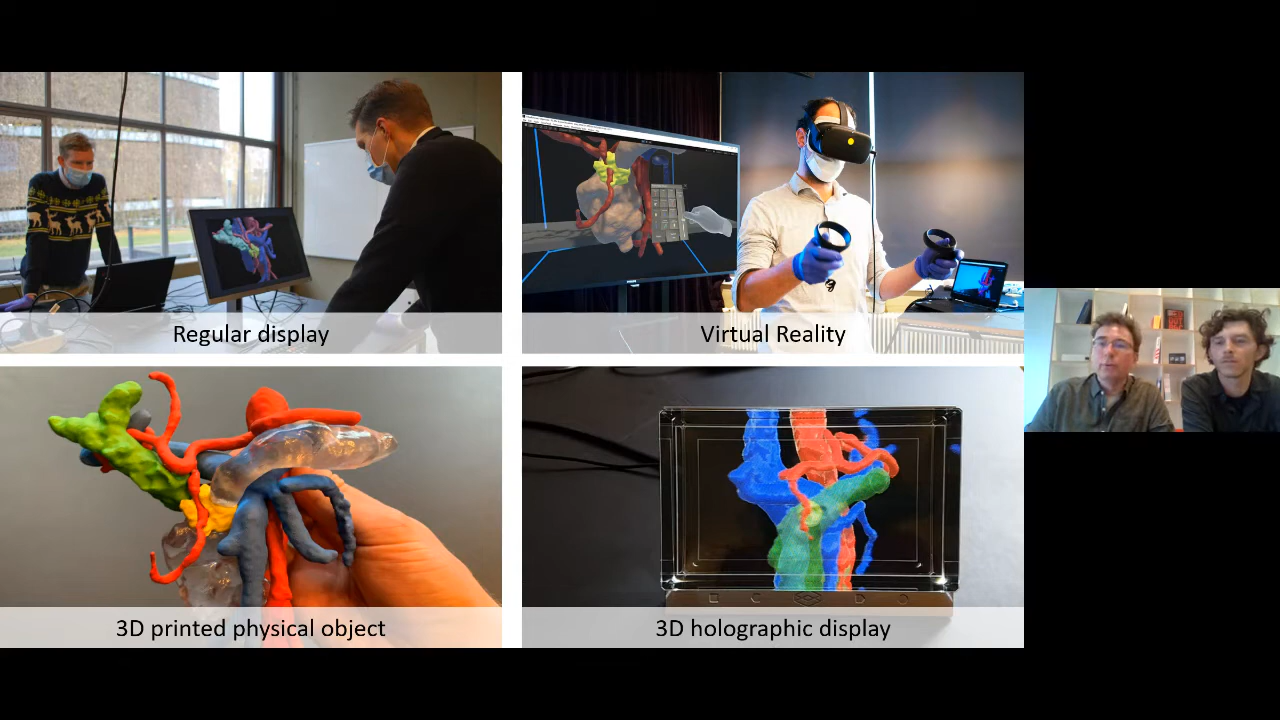 Regular display
Virtual Reality
3D printed physical object
3D holographic display